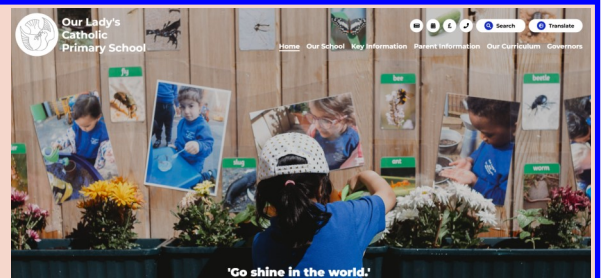 Our Lady's
Catholic
Primary School
Search
Translate
Home
Our School
Key Information
Parent Information
Our Curriculum
Governors
fly
bee
beetle
slug
ant
worm
'Go shine in the world.'